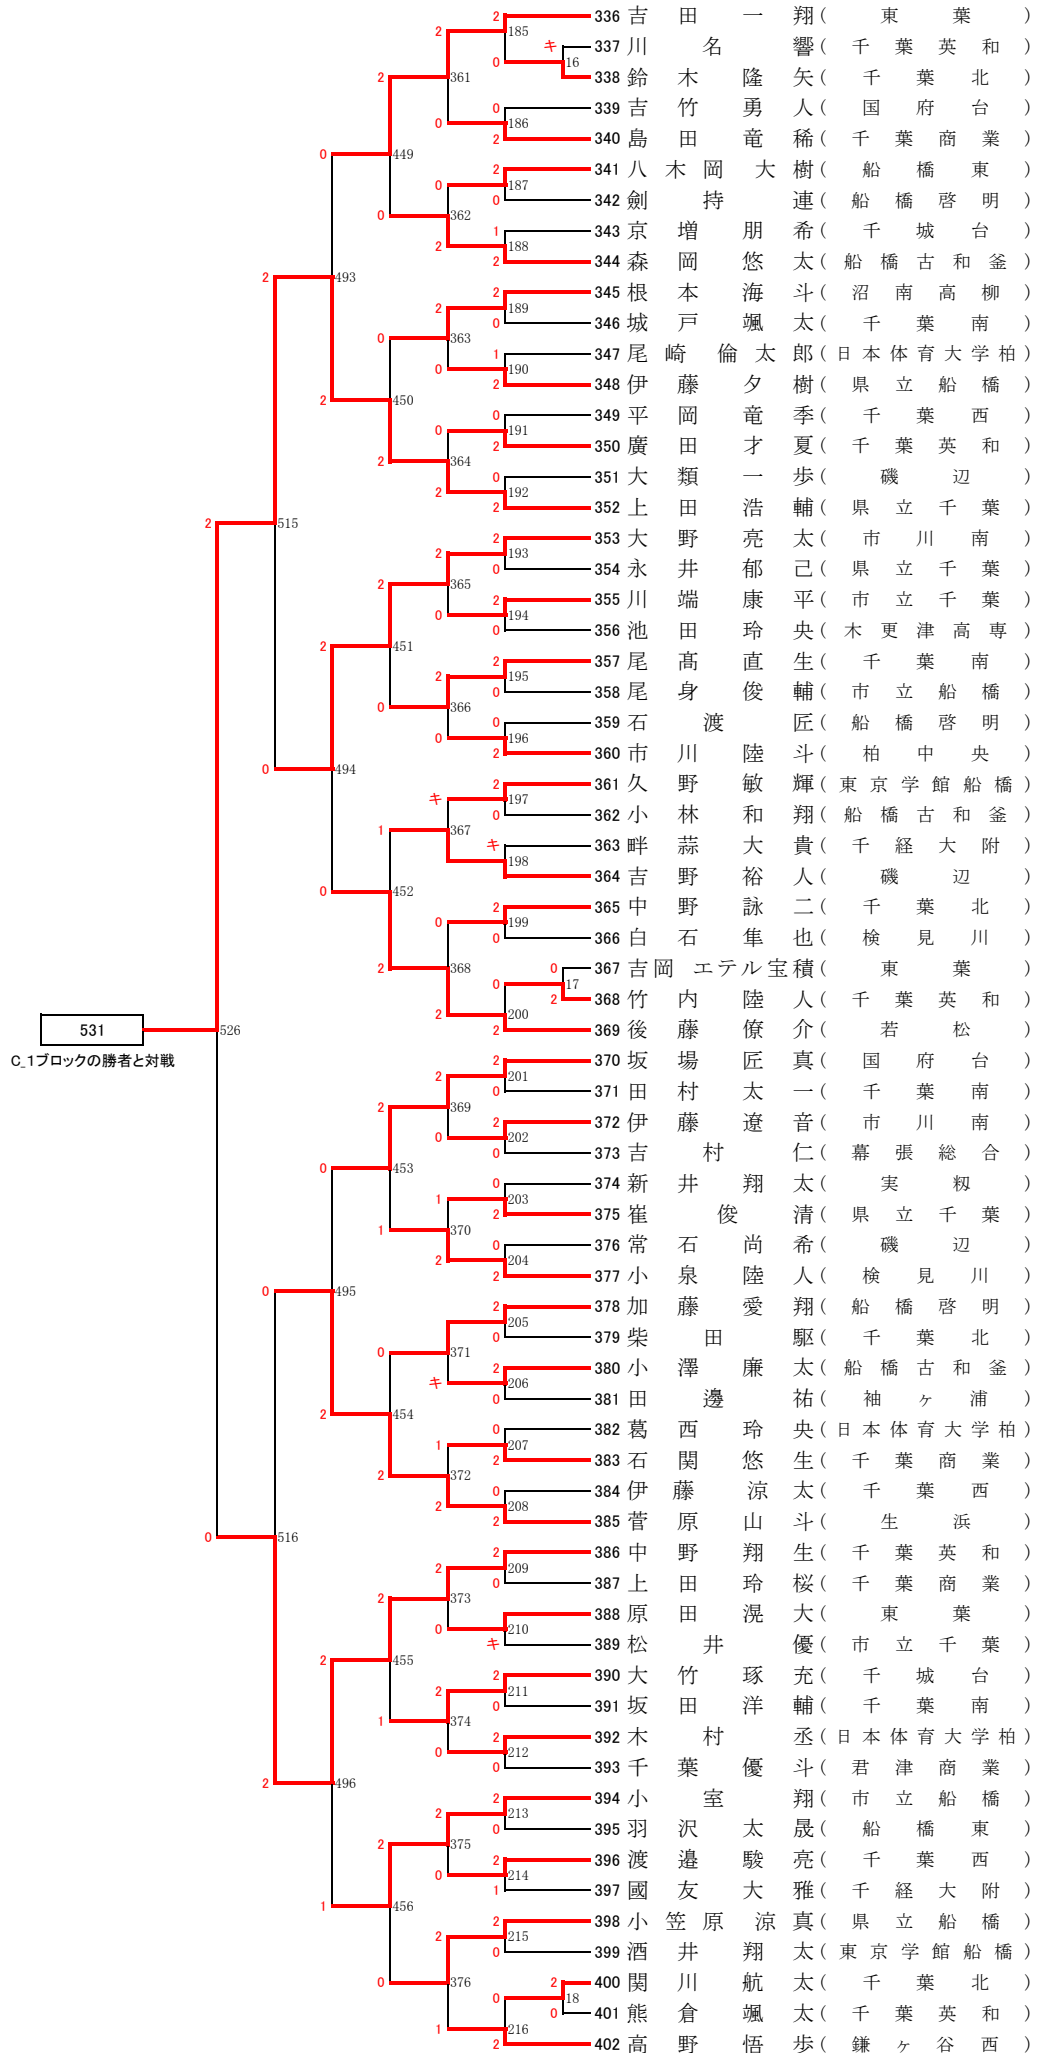 336 吉田一翔(東葉)
337 川名響(千葉英和)
338 鈴木隆矢(千葉北)
339 吉竹勇人(国府台)
340 島田竜稀(千葉商業)
341 八木岡大樹(船橋東)
342 劍持連(船橋啓明)
343 京増朋希(千城台)
344 森岡悠太(船橋古和釜)
345 根本海斗(沼南高柳)
346 城戸颯太(千葉南)
347 尾崎倫太郎(日本体育大学柏)
348 伊藤夕樹(県立船橋)
349 平岡竜季(千葉西)
350 廣田才夏(千葉英和)
351 大類一歩(磯辺)
352 上田浩輔(県立千葉)
353 大野亮太(市川南)
354 永井郁己(県立千葉)
355 川端康平(市立千葉)
356 池田玲央(木更津高専)
357 尾髙直生(千葉南)
358 尾身俊輔(市立船橋)
359 石渡匠(船橋啓明)
360 市川陸斗(柏中央)
361 久野敏輝(東京学館船橋)
362 小林和翔(船橋古和釜)
363 畔蒜大貴(千経大附)
364 吉野裕人(磯辺)
365 中野詠二(千葉北)
366 白石隼也(検見川)
367 吉岡 エテル宝積(東葉)
368 竹内陸人(千葉英和)
369 後藤僚介(若松)
370 坂場匠真(国府台)
371 田村太一(千葉南)
372 伊藤遼音(市川南)
373 吉村仁(幕張総合)
374 新井翔太(実籾)
375 崔俊清(県立千葉)
376 常石尚希(磯辺)
377 小泉陸人(検見川)
378 加藤愛翔(船橋啓明)
379 柴田駆(千葉北)
380 小澤廉太(船橋古和釜)
381 田邊祐(袖ヶ浦)
382 葛西玲央(日本体育大学柏)
383 石関悠生(千葉商業)
384 伊藤涼太(千葉西)
385 菅原山斗(生浜)
386 中野翔生(千葉英和)
387 上田玲桜(千葉商業)
388 原田滉大(東葉)
389 松井優(市立千葉)
390 大竹琢充(千城台)
391 坂田洋輔(千葉南)
392 木村丞(日本体育大学柏)
393 千葉優斗(君津商業)
394 小室翔(市立船橋)
395 羽沢太晟(船橋東)
396 渡邉駿亮(千葉西)
397 國友大雅(千経大附)
398 小笠原涼真(県立船橋)
399 酒井翔太(東京学館船橋)
400 関川航太(千葉北)
401 熊倉颯太(千葉英和)
402 高野悟歩(鎌ヶ谷西)
531
C_1ブロックの勝者と対戦